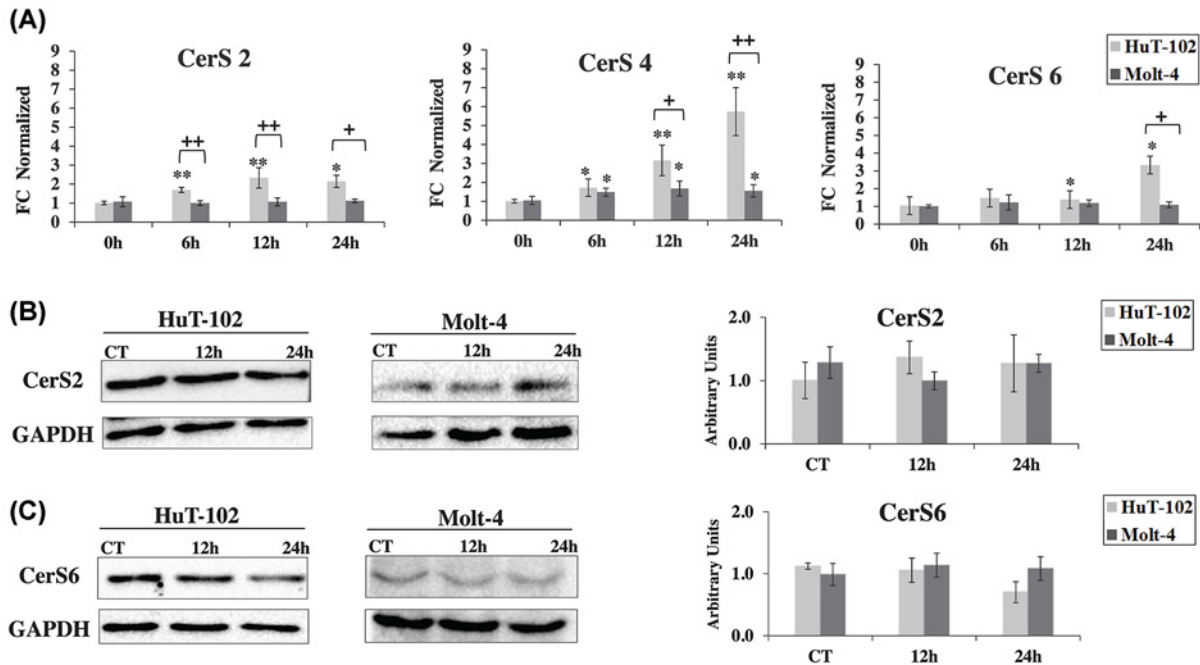 (A)
CerS 2
FC Normalized
9
8
7
6
5
4
3
2
1
0
** ++
** ++
* +
0h 6h 12h 24h
CerS 4
9
8
7
6
5
4
3
2
1
0
* *
** * +
** * ++
0h 6h 12h 24h
CerS 6
HuT-102
Molt-4
FC Normalized
9
8
7
6
5
4
3
2
1
0
*
* +
0h 6h 12h 24h
(B)
HuT-102
CT 12h 24h
CerS2
GAPDH
Molt-4
CT 12h 24h
CerS2
HuT-102
Molt-4
Arbitrary Units
2.0
1.0
0.0
CT 12h 24h
(C)
HuT-102
CT 12h 24h
CerS6
GAPDH
Molt-4
CT 12h 24h
CerS6
HuT-102
Molt-4
Arbitrary Units
2.0
1.0
0.0
CT 12h 24h